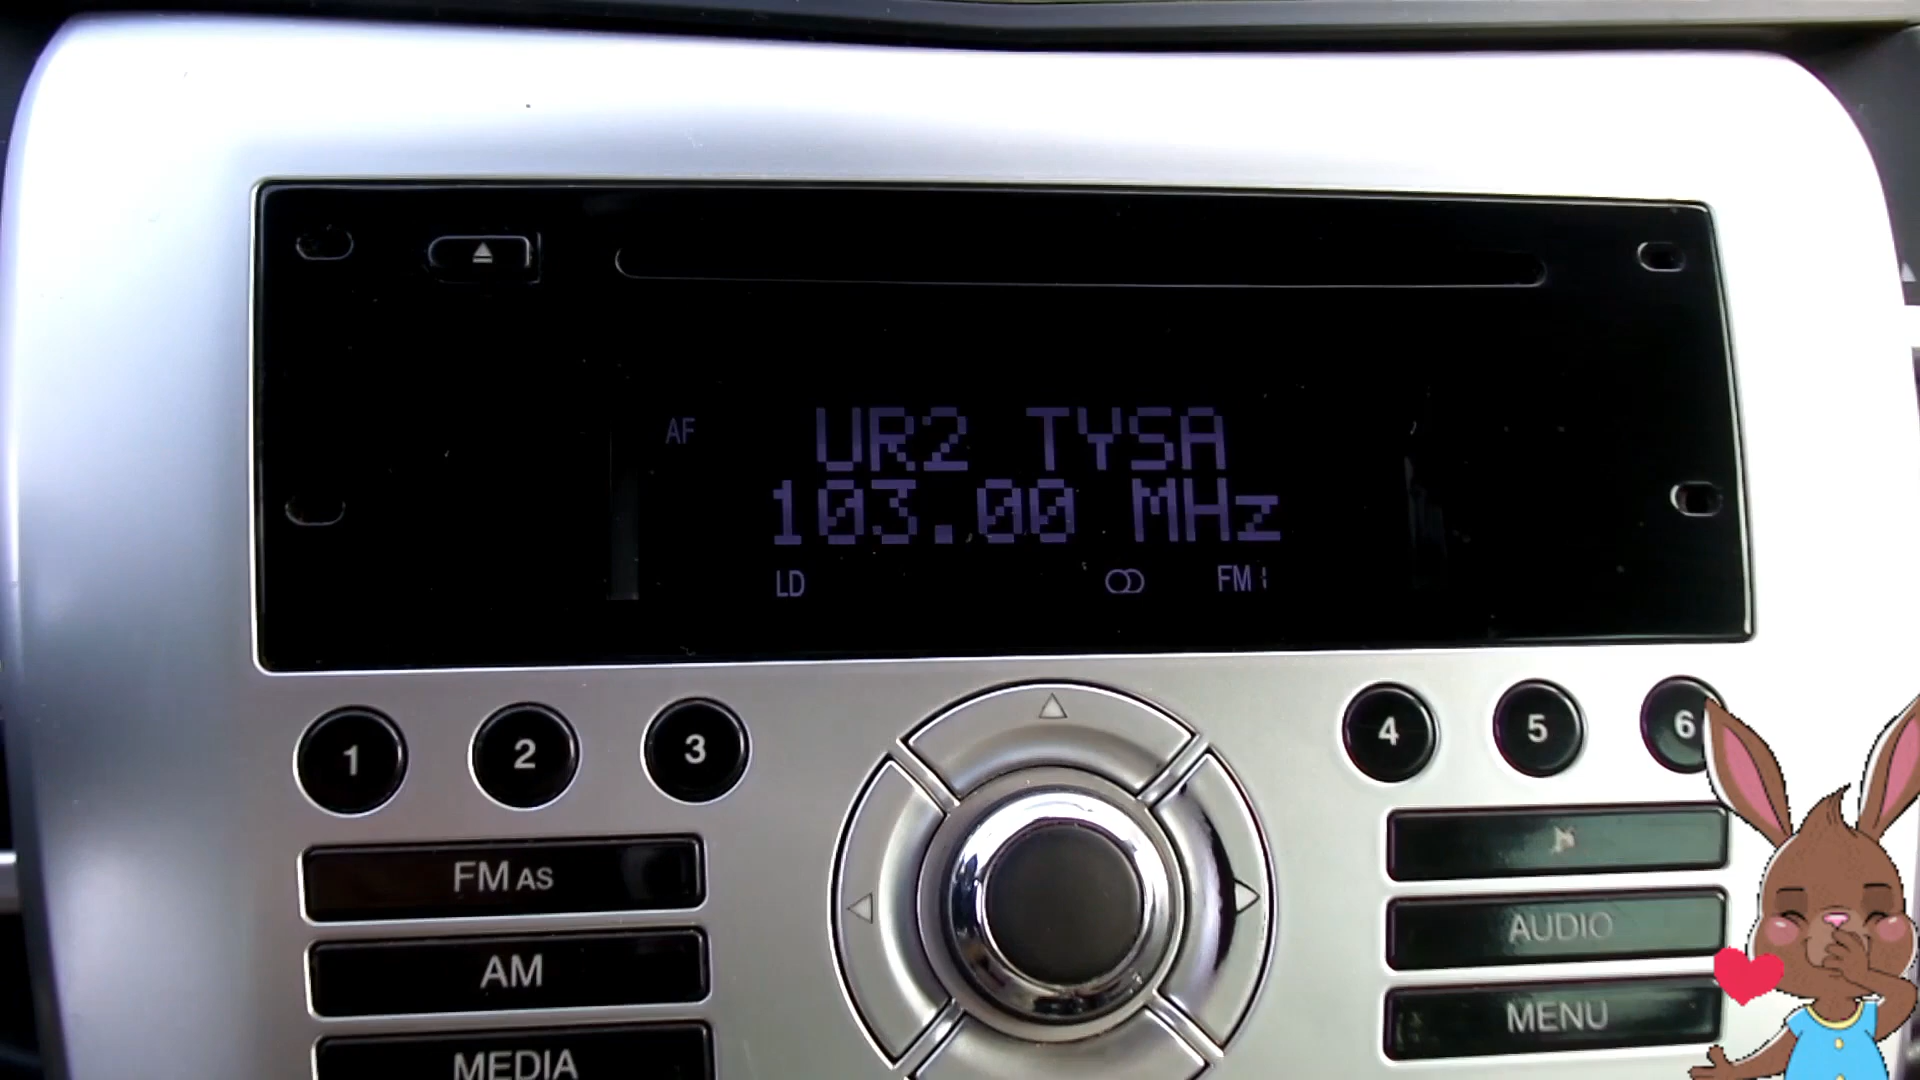 AF
UR2 TYSA
103.00 MHz
LD FM I
1 2 3 4 5 6
FM AS
AM
MEDIA
AUDIO
MENU